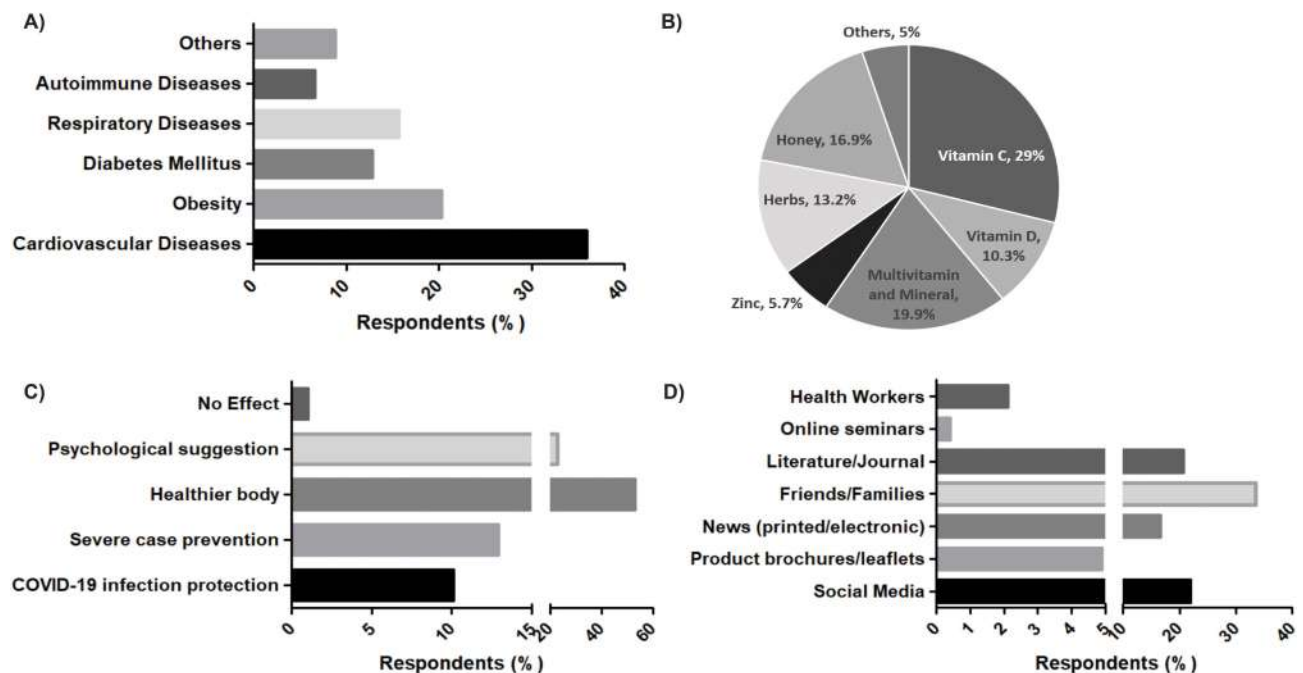 A)
Others
Autoimmune Diseases
Respiratory Diseases
Diabetes Mellitus
Obesity
Cardiovascular Diseases
0 10 20 30 40
Respondents (%)
B)
Others, 5%
Honey, 16.9%
Vitamin C, 29%
Herbs, 13.2%
Vitamin D,
10.3%
Multivitamin
and Mineral,
19.9%
Zinc, 5.7%
C)
No Effect
Psychological suggestion
Healthier body
Severe case prevention
COVID-19 infection protection
0 5 10 15 20 40 60
Respondents (%)
D)
Health Workers
Online seminars
Literature/Journal
Friends/Families
News (printed/electronic)
Product brochures/leaflets
Social Media
0 1 2 3 4 5 10 20 30 40
Respondents (%)